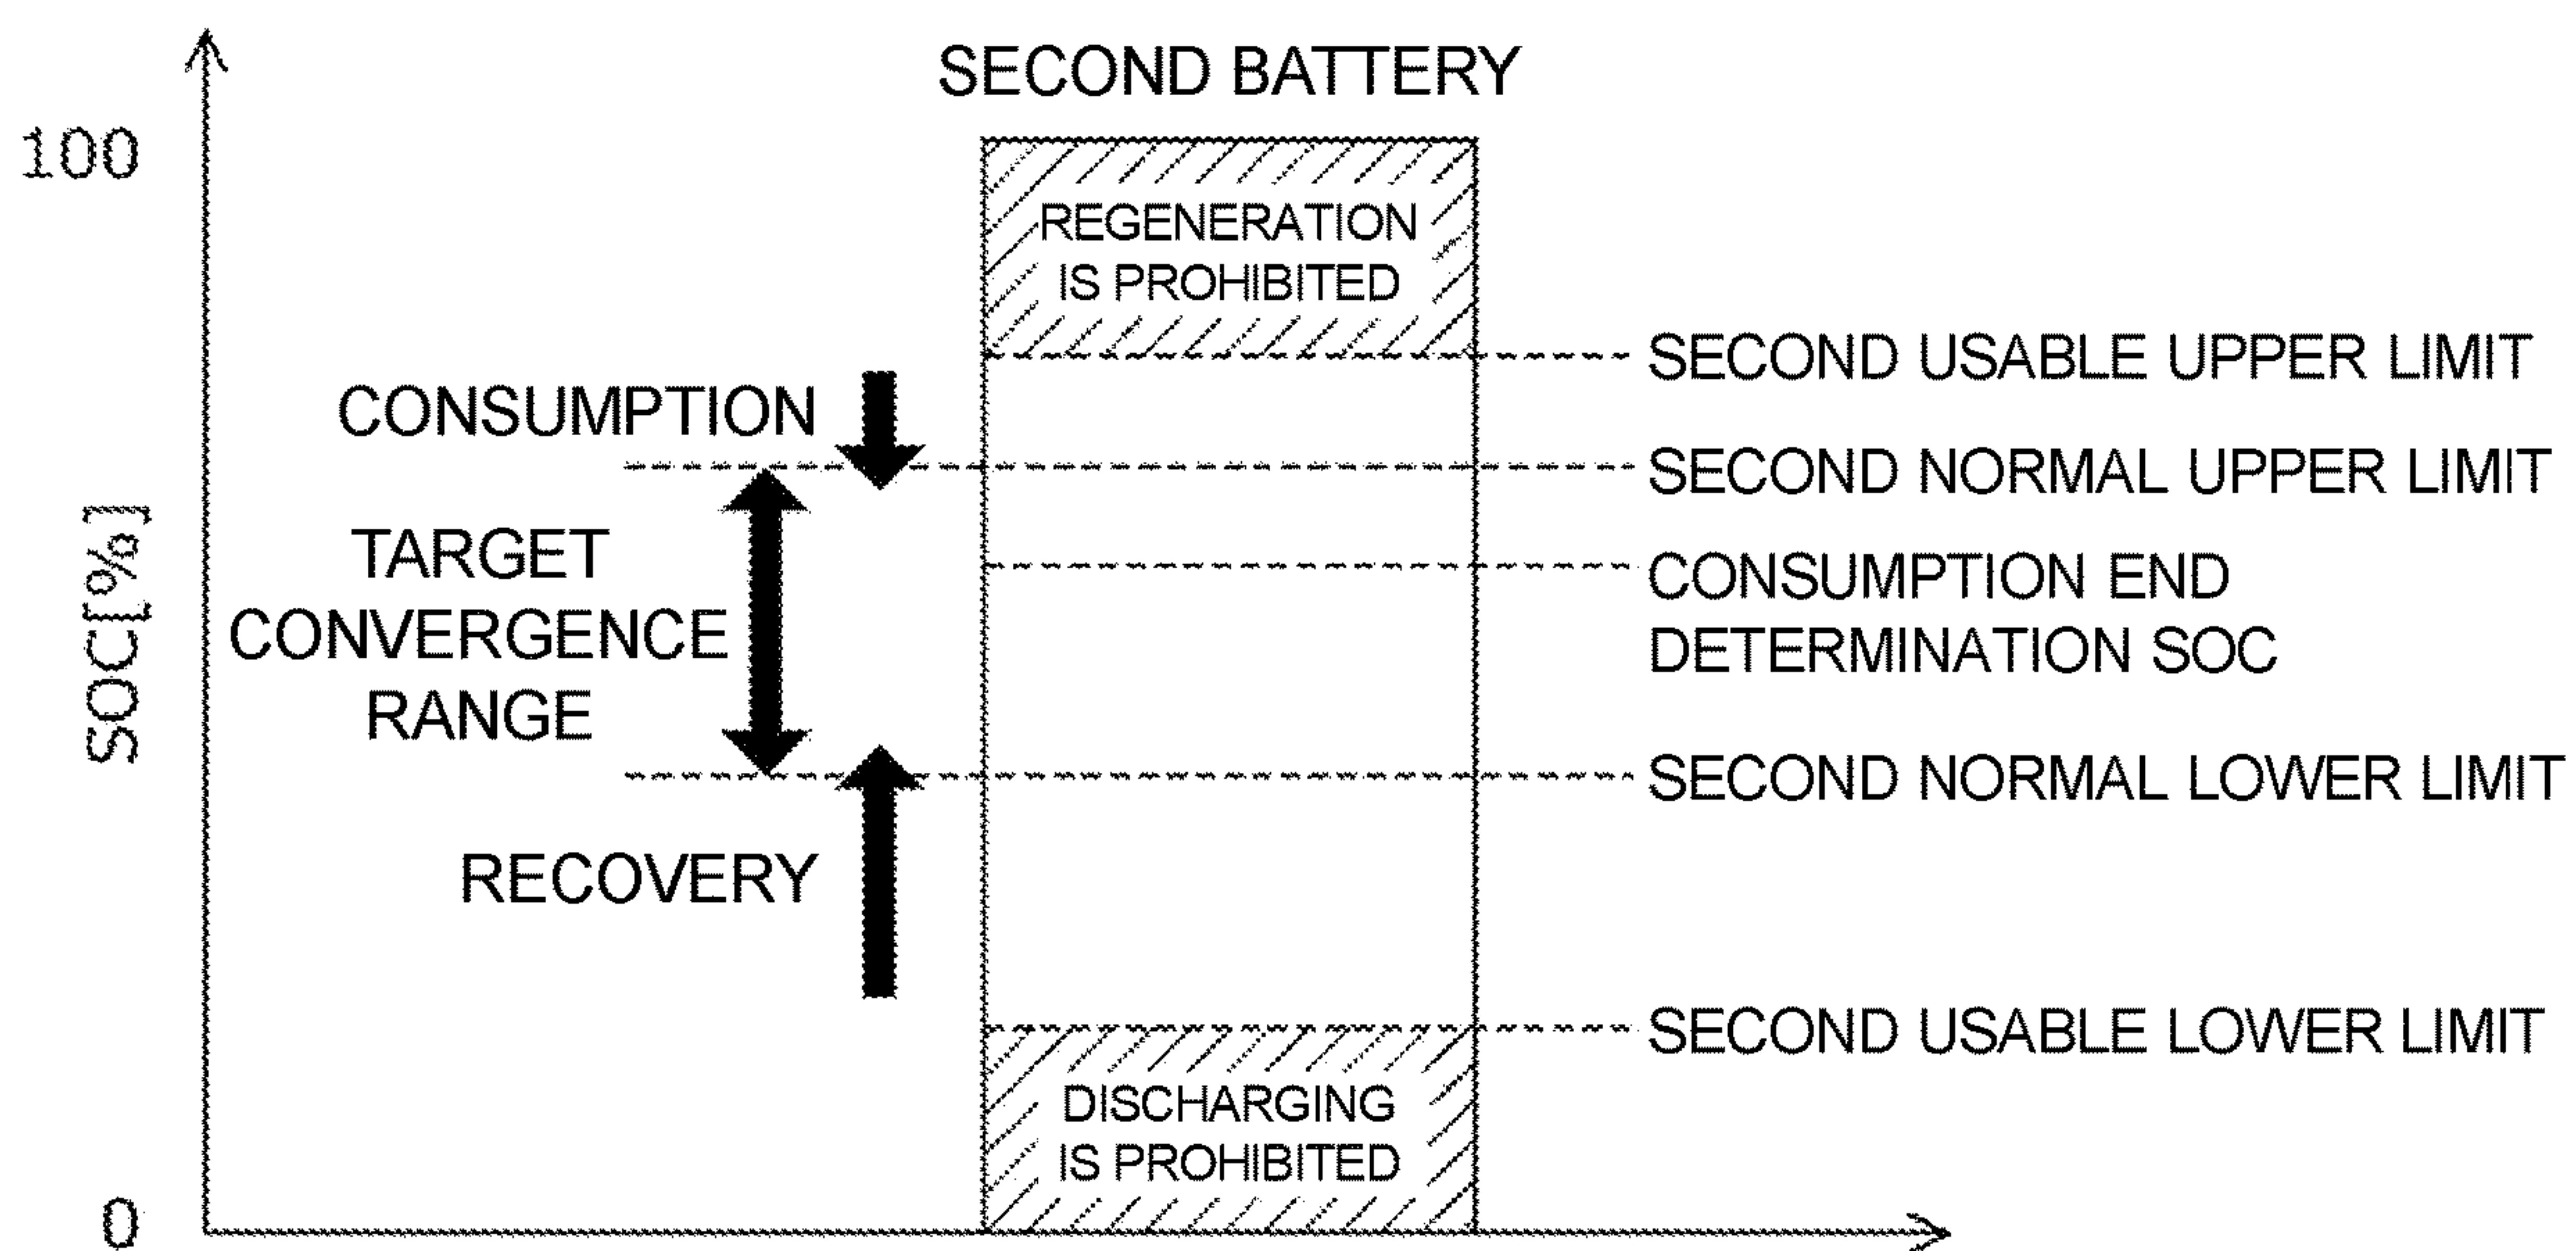 SECOND BATTERY
100
REGENERATION
IS PROHIBITED
SECOND USABLE UPPER LIMIT
CONSUMPTION
SECOND NORMAL UPPER LIMIT
TARGET
CONVERGENCE
RANGE
CONSUMPTION END
DETERMINATION SOC
SOC[%]
SECOND NORMAL LOWER LIMIT
RECOVERY
SECOND USABLE LOWER LIMIT
DISCHARGING
IS PROHIBITED
0